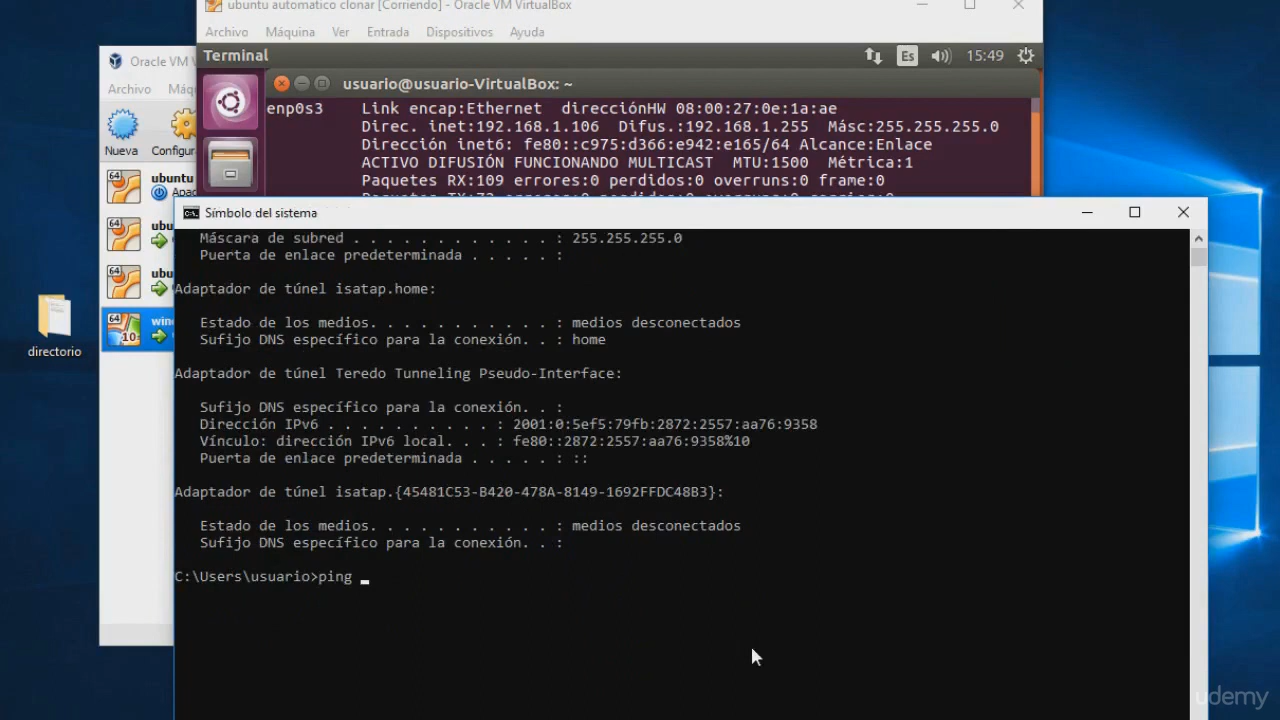 ubuntu automatico clonar [Corriendo] - Oracle VM VirtualBox
Archivo Máquina Ver Entrada Dispositivos Ayuda
Terminal Es 15:49
Oracle VM V
Archivo Máq
Nueva Configur
usuario@usuario-VirtualBox: ~
enp0s3 Link encap:Ethernet direcciónHW 08:00:27:0e:1a:ae
Direc. inet:192.168.1.106 Difus.:192.168.1.255 Másc:255.255.255.0
Dirección inet6: fe80::c975:d366:e942:e165/64 Alcance:Enlace
ACTIVO DIFUSIÓN FUNCIONANDO MULTICAST MTU:1500 Métrica:1
Paquetes RX:109 errores:0 perdidos:0 overruns:0 frame:0
64 ubuntu
Apac
64 ubu
64 ubu
64 10 win
directorio
Símbolo del sistema
Máscara de subred . . . . . . . . . . . . : 255.255.255.0
Puerta de enlace predeterminada . . . . . :
Adaptador de túnel isatap.home:
Estado de los medios. . . . . . . . . . . : medios desconectados
Sufijo DNS específico para la conexión. . : home
Adaptador de túnel Teredo Tunneling Pseudo-Interface:
Sufijo DNS específico para la conexión. . :
Dirección IPv6 . . . . . . . . . . : 2001:0:5ef5:79fb:2872:2557:aa76:9358
Vínculo: dirección IPv6 local. . . : fe80::2872:2557:aa76:9358%10
Puerta de enlace predeterminada . . . . . : ::
Adaptador de túnel isatap.{45481C53-B420-478A-8149-1692FFDC48B3}:
Estado de los medios. . . . . . . . . . . : medios desconectados
Sufijo DNS específico para la conexión. . :
C:\Users\usuario>ping _
udemy